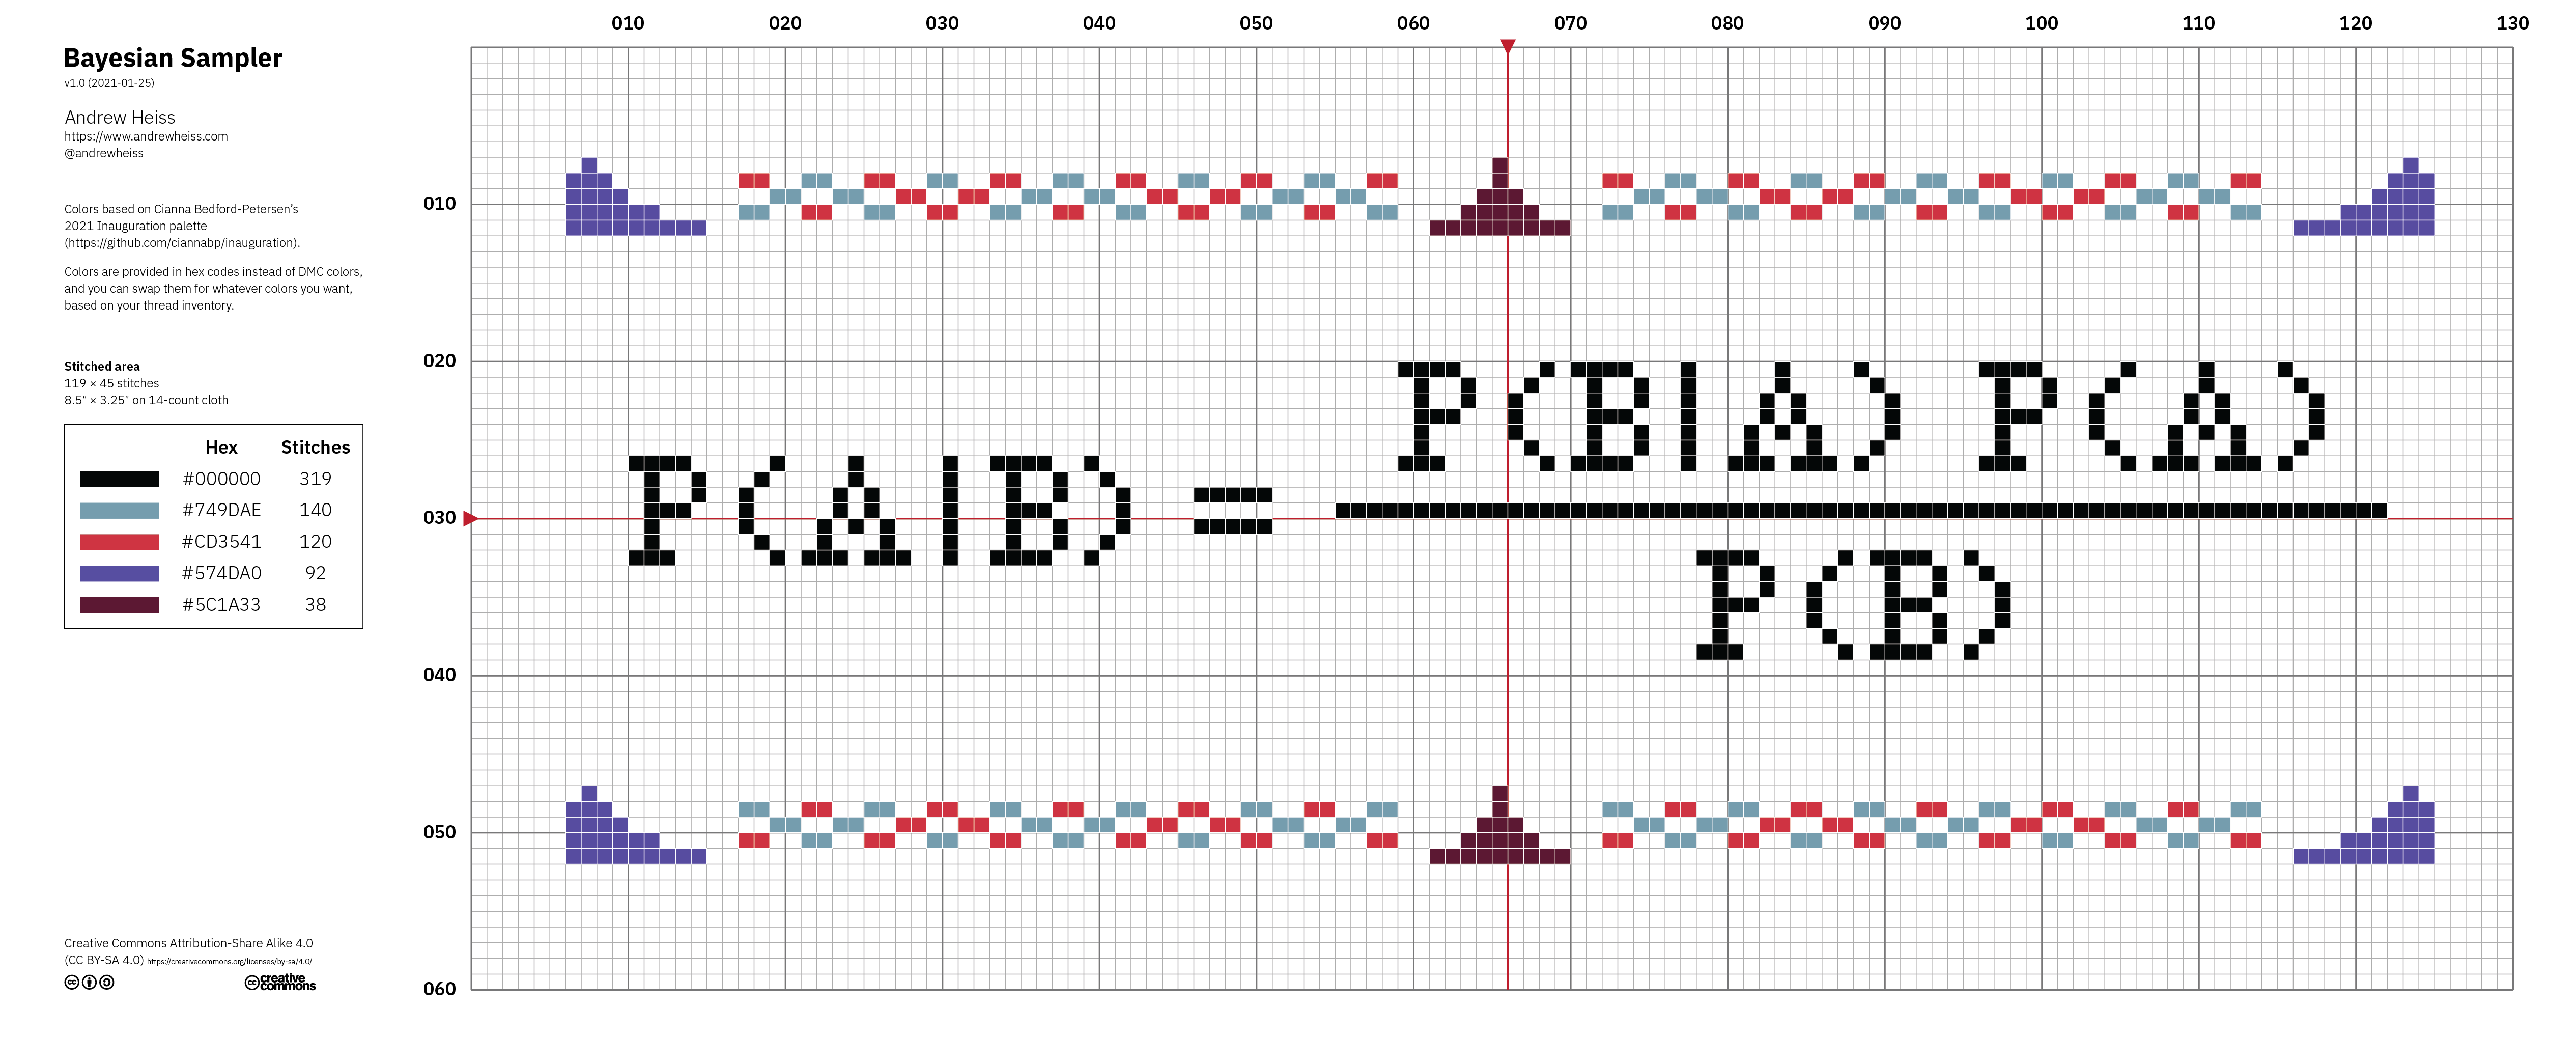 Bayesian Sampler
v1.0 (2021-01-25)
Andrew Heiss
https://www.andrewheiss.com
@andrewheiss
Colors based on Cianna Bedford-Petersen's
2021 Inauguration palette
(https://github.com/ciannabp/inauguration).
Colors are provided in hex codes instead of DMC colors,
and you can swap them for whatever colors you want,
based on your thread inventory.
Stitched area
119 × 45 stitches
8.5″ × 3.25″ on 14-count cloth
Hex Stitches
#000000 319
#749DAE 140
#CD3541 120
#574DA0 92
#5C1A33 38
Creative Commons Attribution-Share Alike 4.0
(CC BY-SA 4.0) https://creativecommons.org/licenses/by-sa/4.0/
cc creative
commons
010 020 030 040 050 060 070 080 090 100 110 120 130
010
020
030
040
050
060
P(B|A) P(A)
P(A|B) =
P(B)